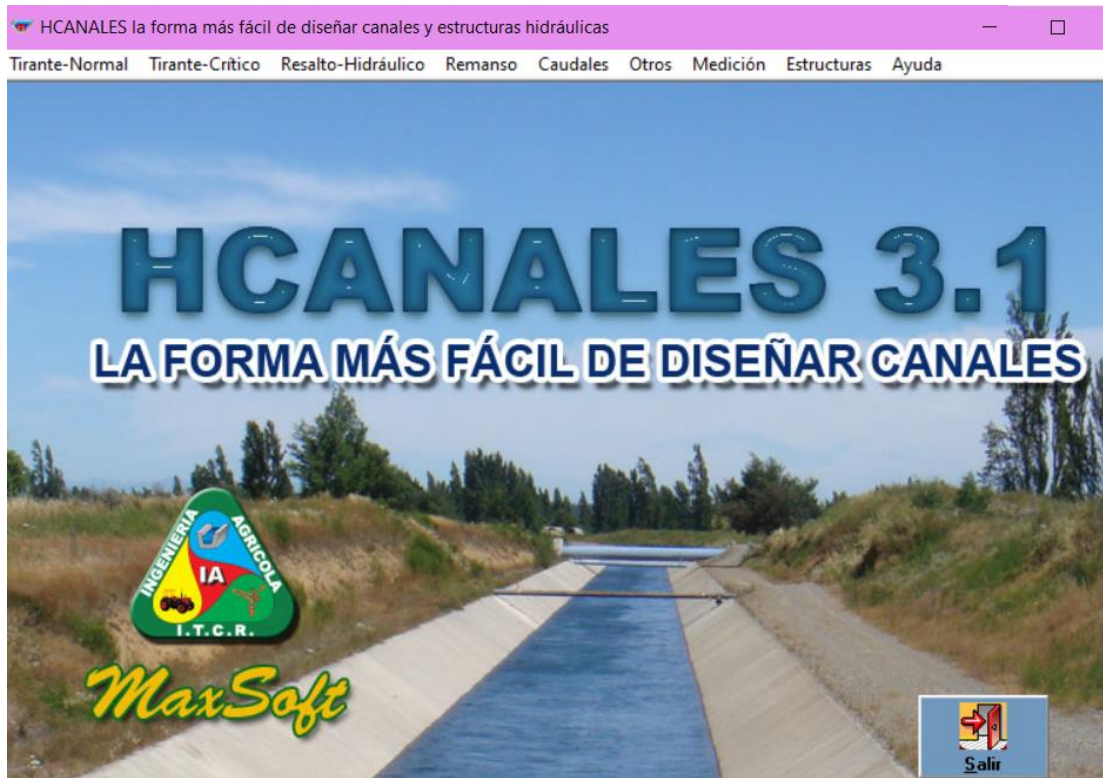 HCANALES la forma más fácil de diseñar canales y estructuras hidráulicas
Tirante-Normal Tirante-Crítico Resalto-Hidráulico Remanso Caudales Otros Medición Estructuras Ayuda
HCANALES 3.1
LA FORMA MÁS FÁCIL DE DISEÑAR CANALES
INGENIERIA AGRICOLA
IA
I.T.C.R.
MaxSoft
Salir